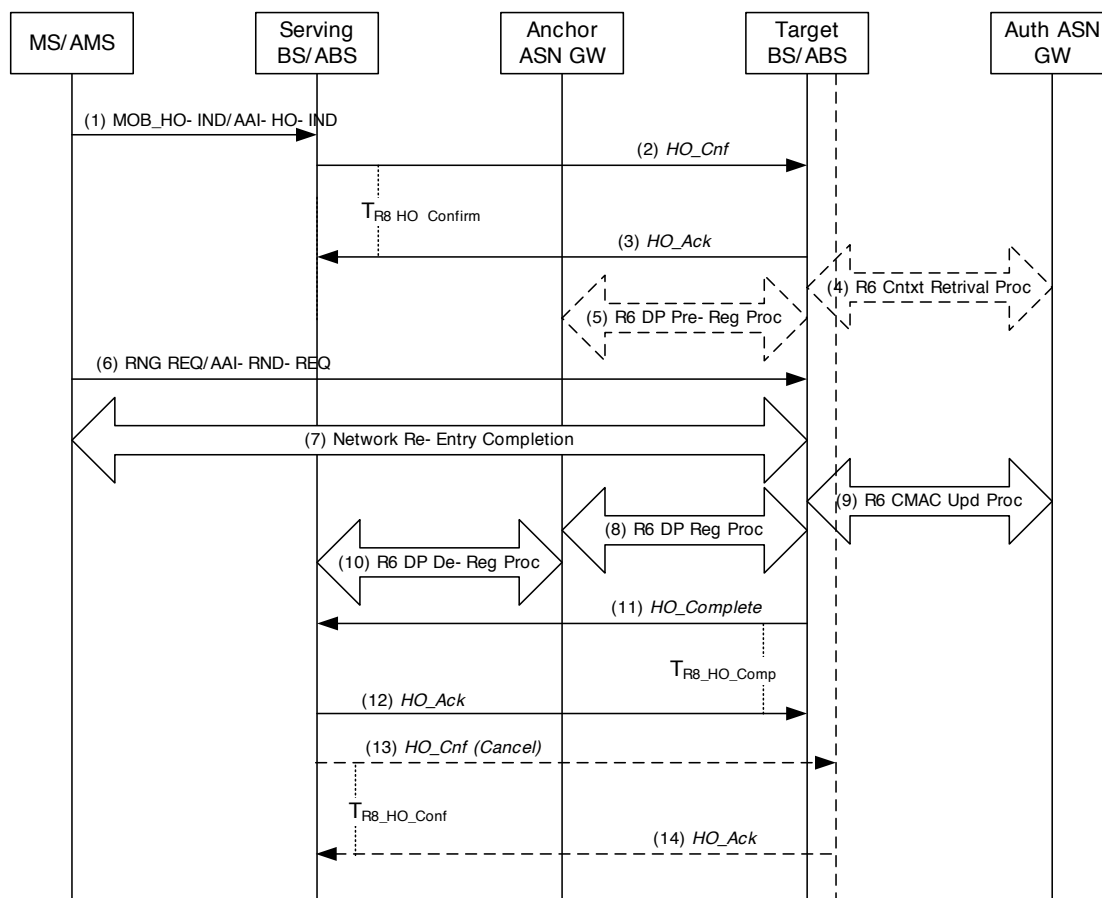 MS/AMS
Serving
BS/ABS
Anchor
ASN GW
Target
BS/ABS
Auth ASN
GW
(1) MOB_HO- IND/AAI- HO- IND
(2) HO_Cnf
TR8 HO Confirm
(3) HO_Ack
(4) R6 Cntxt Retrival Proc
(5) R6 DP Pre- Reg Proc
(6) RNG REQ/AAI- RND- REQ
(7) Network Re- Entry Completion
(9) R6 CMAC Upd Proc
(8) R6 DP Reg Proc
(10) R6 DP De- Reg Proc
(11) HO_Complete
TR8_HO_Comp
(12) HO_Ack
(13) HO_Cnf (Cancel)
TR8_HO_Conf
(14) HO_Ack